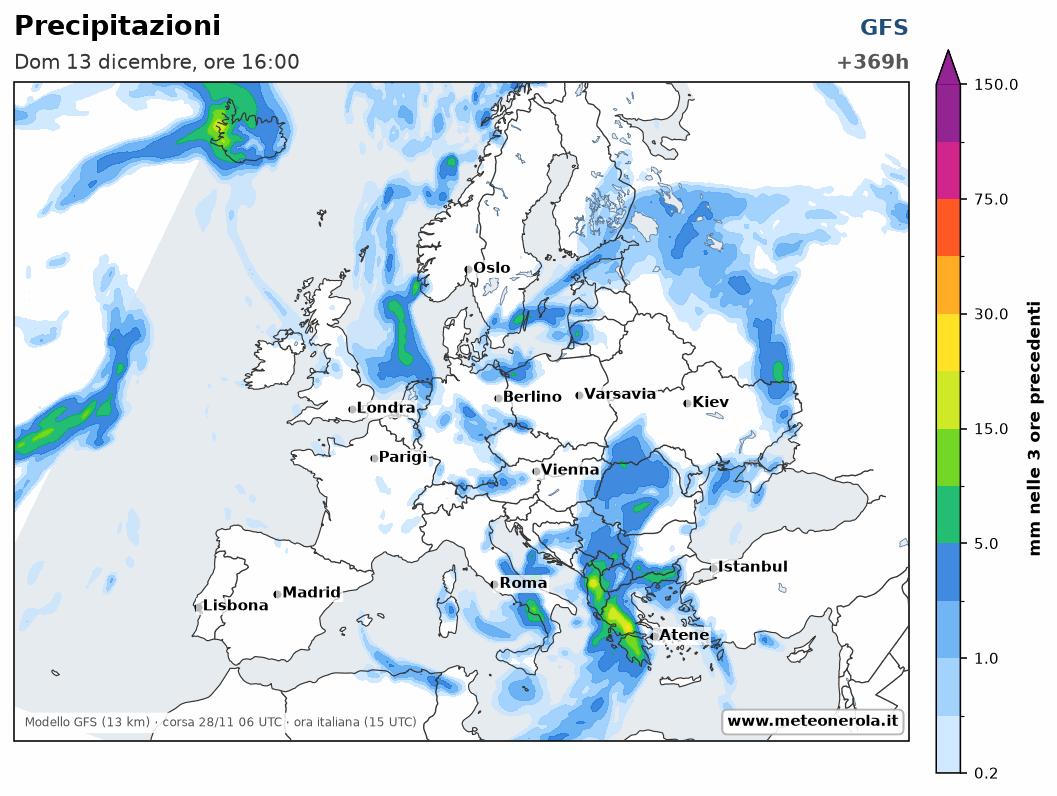 Precipitazioni
GFS
Dom 13 dicembre, ore 16:00
+369h
150.0
75.0
30.0
15.0
5.0
1.0
0.2
mm nelle 3 ore precedenti
Oslo
Londra
Berlino
Varsavia
Kiev
Parigi
Vienna
Istanbul
Roma
Madrid
Lisbona
Atene
Modello GFS (13 km) · corsa 28/11 06 UTC · ora italiana (15 UTC)
www.meteonerola.it